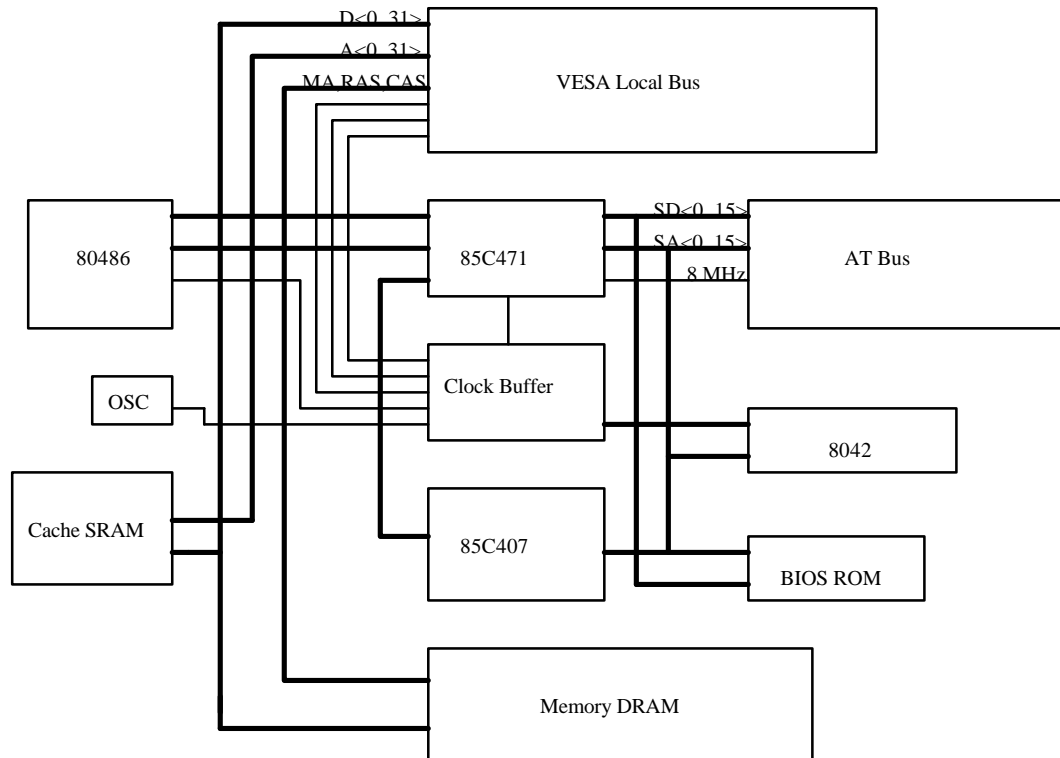 D<0..31>
A<0..31>
MA,RAS,CAS
VESA Local Bus
80486
85C471
SD<0..15>
SA<0..15>
8 MHz
AT Bus
OSC
Clock Buffer
8042
Cache SRAM
85C407
BIOS ROM
Memory DRAM